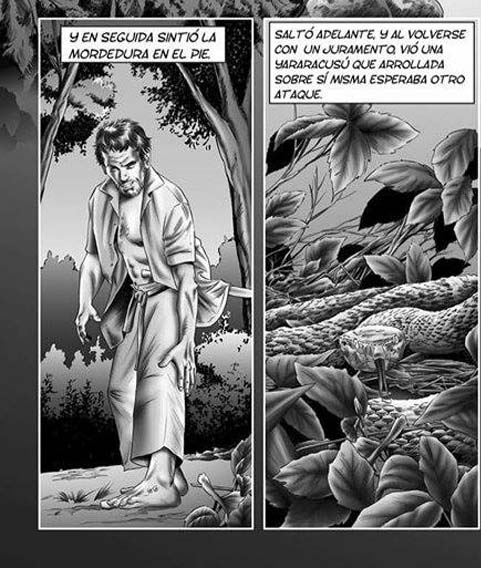 Y EN SEGUIDA SINTIÓ LA
MORDEDURA EN EL PIE.
SALTÓ ADELANTE, Y AL VOLVERSE
CON UN JURAMENTO, VIÓ UNA
YARARACUSÚ QUE ARROLLADA
SOBRE SÍ MISMA ESPERABA OTRO
ATAQUE.